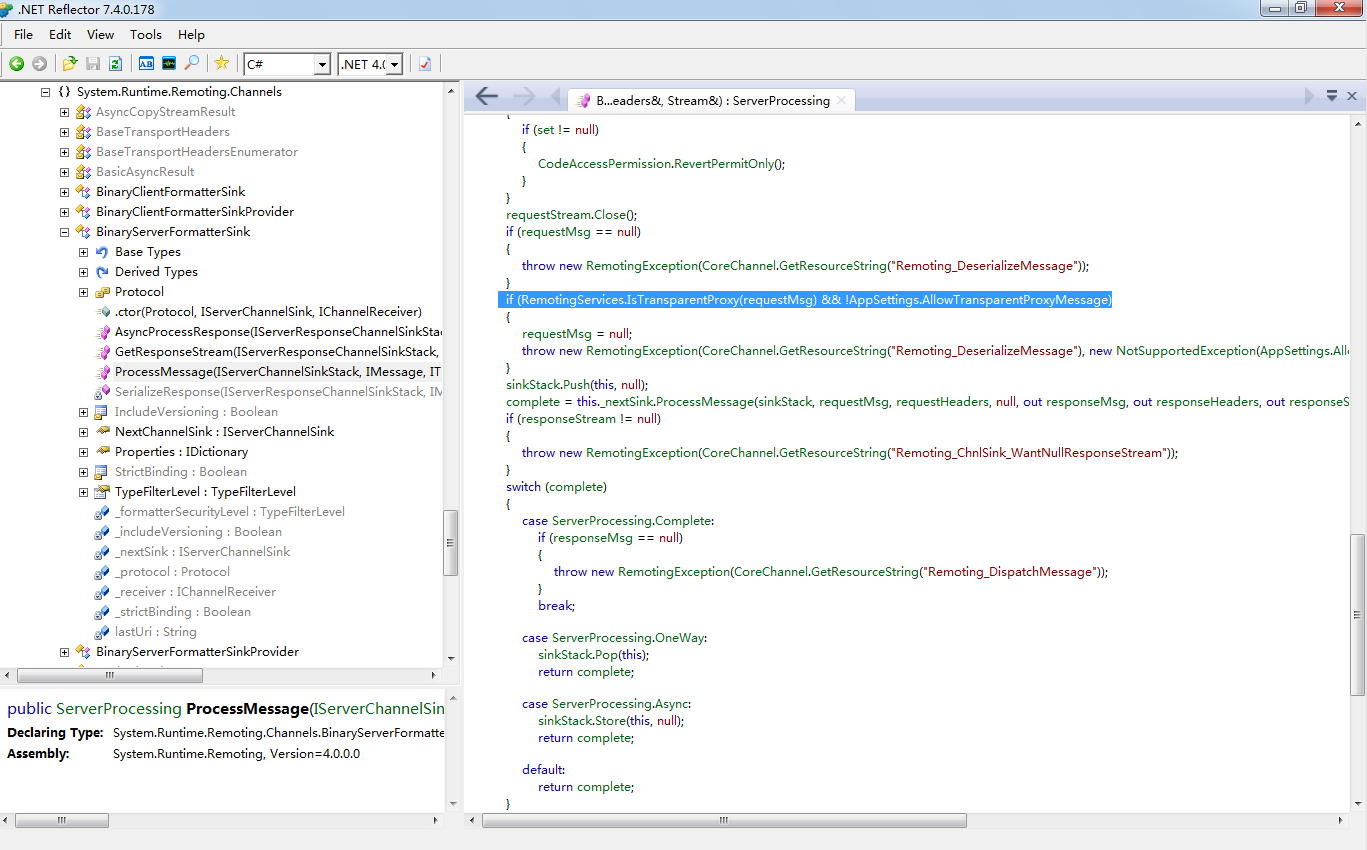 .NET Reflector 7.4.0.178
File Edit View Tools Help
C# .NET 4.(
System.Runtime.Remoting.Channels
AsyncCopyStreamResult
BaseTransportHeaders
BaseTransportHeadersEnumerator
BasicAsyncResult
BinaryClientFormatterSink
BinaryClientFormatterSinkProvider
BinaryServerFormatterSink
Base Types
Derived Types
Protocol
.ctor(Protocol, IServerChannelSink, IChannelReceiver)
AsyncProcessResponse(IServerResponseChannelSinkStac
GetResponseStream(IServerResponseChannelSinkStack,
ProcessMessage(IServerChannelSinkStack, IMessage, IT
SerializeResponse(IServerResponseChannelSinkStack, IM
IncludeVersioning : Boolean
NextChannelSink : IServerChannelSink
Properties : IDictionary
StrictBinding : Boolean
TypeFilterLevel : TypeFilterLevel
_formatterSecurityLevel : TypeFilterLevel
_includeVersioning : Boolean
_nextSink : IServerChannelSink
_protocol : Protocol
_receiver : IChannelReceiver
_strictBinding : Boolean
lastUri : String
BinaryServerFormatterSinkProvider
public ServerProcessing ProcessMessage(IServerChannelSin
Declaring Type: System.Runtime.Remoting.Channels.BinaryServerFormatte
Assembly: System.Runtime.Remoting, Version=4.0.0.0
B...eaders&, Stream&) : ServerProcessing
{
if (set != null)
{
CodeAccessPermission.RevertPermitOnly();
}
}
requestStream.Close();
if (requestMsg == null)
{
throw new RemotingException(CoreChannel.GetResourceString("Remoting_DeserializeMessage"));
}
if (RemotingServices.IsTransparentProxy(requestMsg) && !AppSettings.AllowTransparentProxyMessage)
{
requestMsg = null;
throw new RemotingException(CoreChannel.GetResourceString("Remoting_DeserializeMessage"), new NotSupportedException(AppSettings.Allo
}
sinkStack.Push(this, null);
complete = this._nextSink.ProcessMessage(sinkStack, requestMsg, requestHeaders, null, out responseMsg, out responseHeaders, out responseS
if (responseStream != null)
{
throw new RemotingException(CoreChannel.GetResourceString("Remoting_ChnlSink_WantNullResponseStream"));
}
switch (complete)
{
case ServerProcessing.Complete:
if (responseMsg == null)
{
throw new RemotingException(CoreChannel.GetResourceString("Remoting_DispatchMessage"));
}
break;
case ServerProcessing.OneWay:
sinkStack.Pop(this);
return complete;
case ServerProcessing.Async:
sinkStack.Store(this, null);
return complete;
default:
return complete;
}